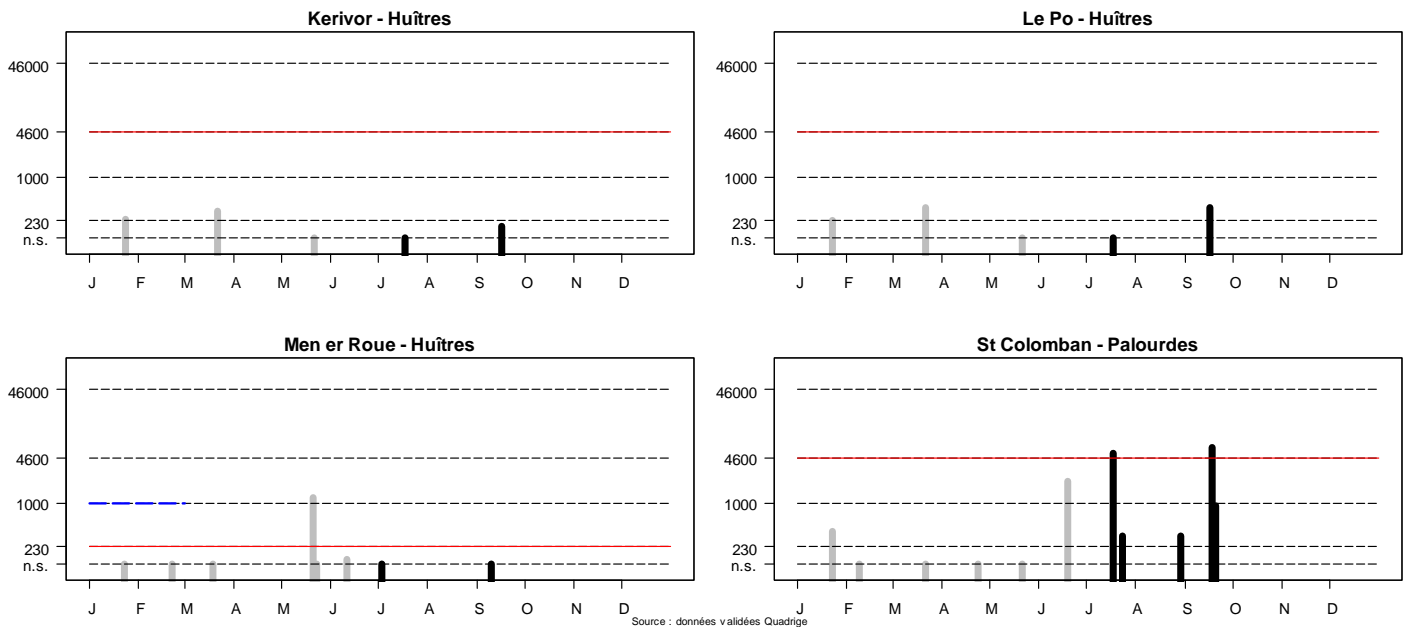 Kerivor - Huîtres
46000
4600
1000
230
n.s.
J F M A M J J A S O N D
Le Po - Huîtres
46000
4600
1000
230
n.s.
J F M A M J J A S O N D
Men er Roue - Huîtres
46000
4600
1000
230
n.s.
J F M A M J J A S O N D
St Colomban - Palourdes
46000
4600
1000
230
n.s.
J F M A M J J A S O N D
Source : données validées Quadrige